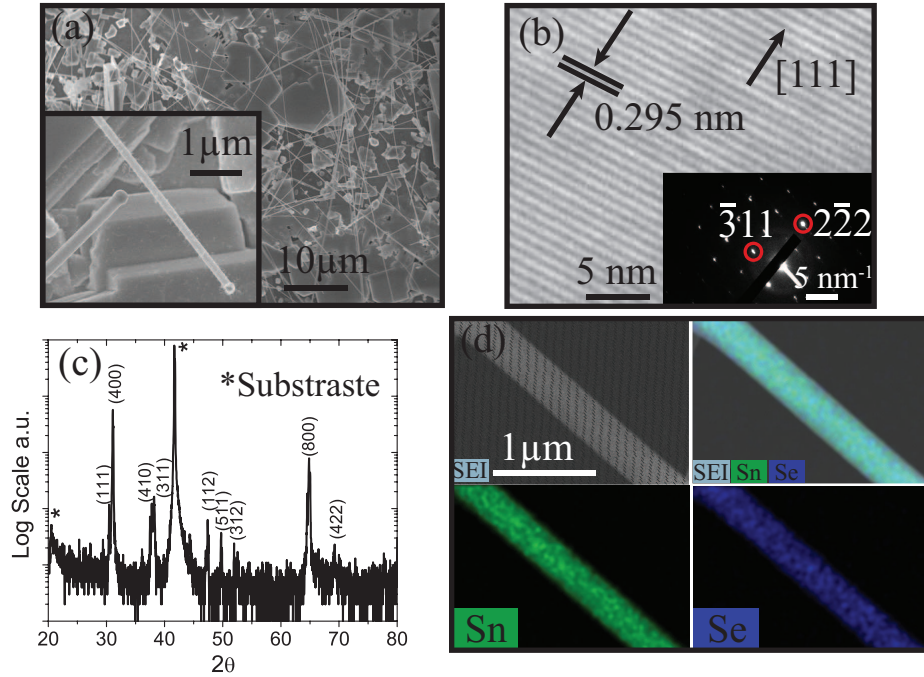 (a)
1μm
10μm
(b)
[111]
0.295 nm
3̅11
22̅2
5 nm
5 nm⁻¹
(c)
*
*Substraste
(400)
(800)
(111)
(410)
(311)
(112)
(511)
(312)
(422)
*
Log Scale a.u.
20 30 40 50 60 70 80
2θ
(d)
1μm
SEI
SEI Sn Se
Sn
Se